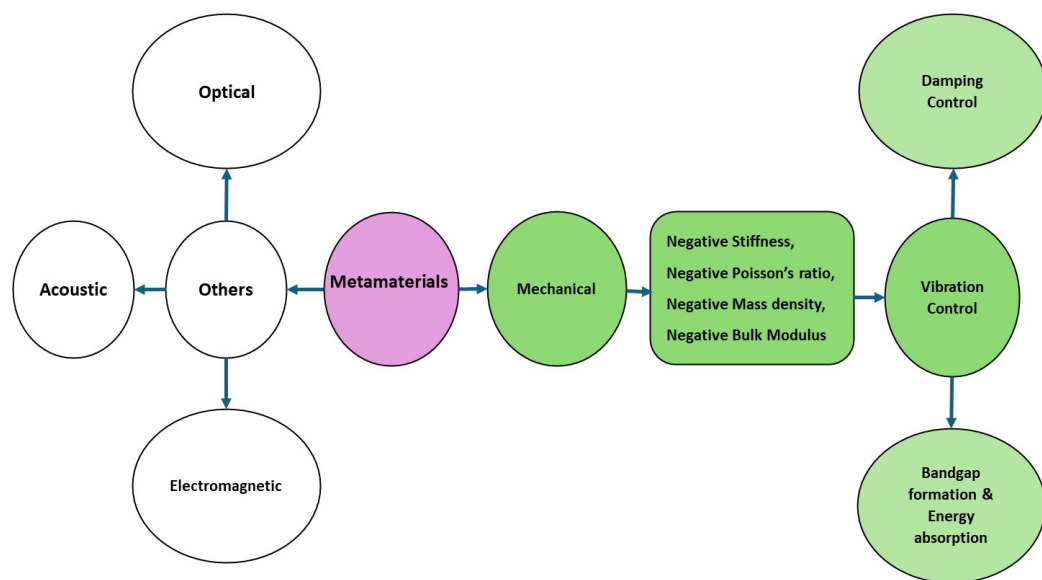 Optical
Damping
Control
Acoustic
Others
Metamaterials
Mechanical
Negative Stiffness,
Negative Poisson’s ratio,
Negative Mass density,
Negative Bulk Modulus
Vibration
Control
Electromagnetic
Bandgap
formation &
Energy
absorption